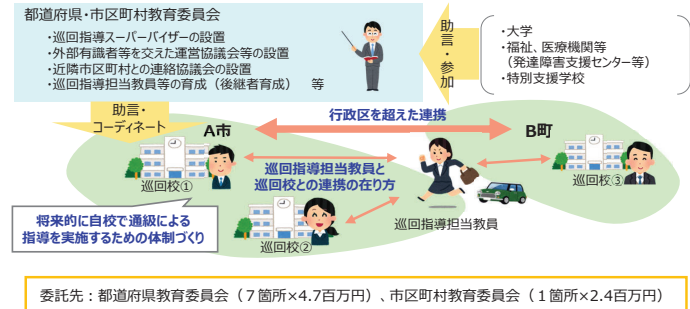 都道府県・市区町村教育委員会
・巡回指導スーパーバイザーの設置
・外部有識者等を交えた運営協議会等の設置
・近隣市区町村との連絡協議会の設置
・巡回指導担当教員等の育成（後継者育成）　等
助言・参加
・大学
・福祉、医療機関等
（発達障害支援センター等）
・特別支援学校
助言・
コーディネート
行政区を超えた連携
A市
B町
巡回校①
巡回指導担当教員と
巡回校との連携の在り方
巡回校③
将来的に自校で通級による
指導を実施するための体制づくり
巡回校②
巡回指導担当教員
委託先：都道府県教育委員会（７箇所×4.7百万円）、市区町村教育委員会（１箇所×2.4百万円）